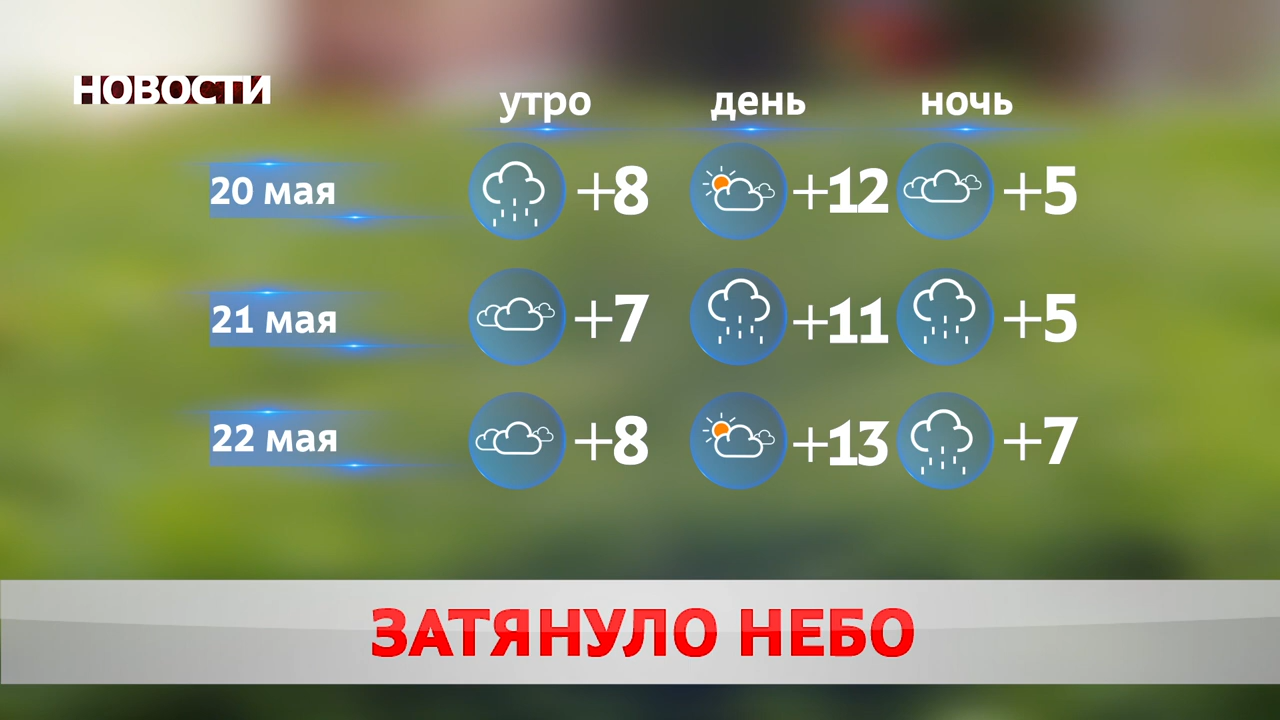 НОВОСТИ
утро день ночь
20 мая +8 +12 +5
21 мая +7 +11 +5
22 мая +8 +13 +7
ЗАТЯНУЛО НЕБО